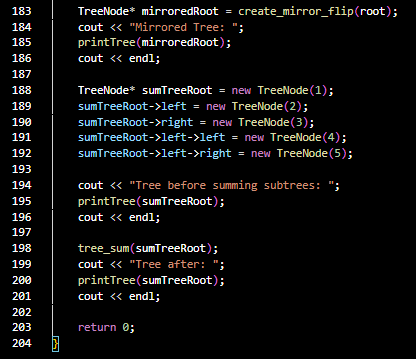 183 TreeNode* mirroredRoot = create_mirror_flip(root);
184 cout << "Mirrored Tree: ";
185 printTree(mirroredRoot);
186 cout << endl;
187
188 TreeNode* sumTreeRoot = new TreeNode(1);
189 sumTreeRoot->left = new TreeNode(2);
190 sumTreeRoot->right = new TreeNode(3);
191 sumTreeRoot->left->left = new TreeNode(4);
192 sumTreeRoot->left->right = new TreeNode(5);
193
194 cout << "Tree before summing subtrees: ";
195 printTree(sumTreeRoot);
196 cout << endl;
197
198 tree_sum(sumTreeRoot);
199 cout << "Tree after: ";
200 printTree(sumTreeRoot);
201 cout << endl;
202
203 return 0;
204 }